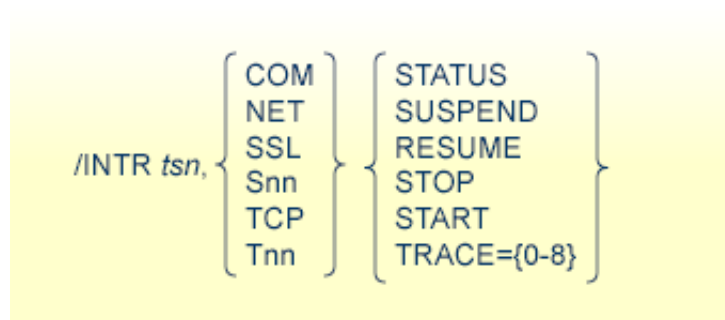 COM STATUS
NET SUSPEND
SSL RESUME
/INTR tsn, Snn STOP
TCP START
Tnn TRACE={0-8}